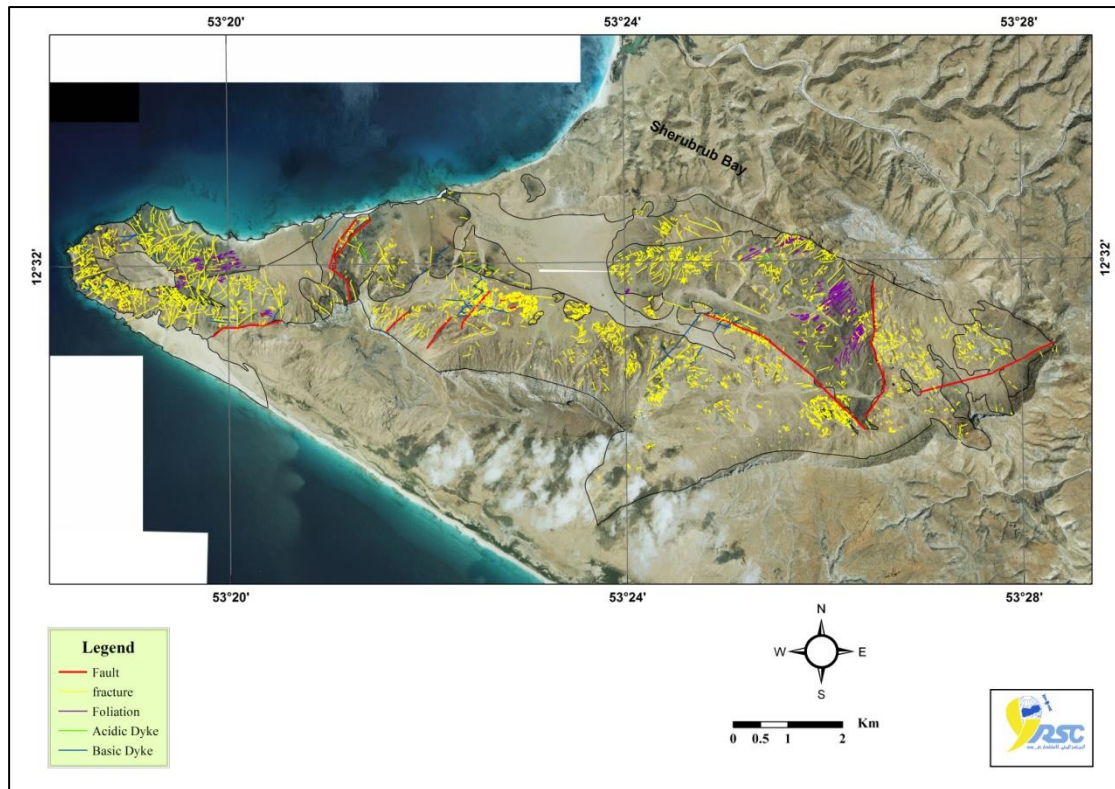 53°20'
53°24'
53°28'
Sherubrub Bay
12°32'
12°32'
53°20'
53°24'
53°28'
Legend
Fault
fracture
Foliation
Acidic Dyke
Basic Dyke
N
W
E
S
Km
0 0.5 1 2
RSC